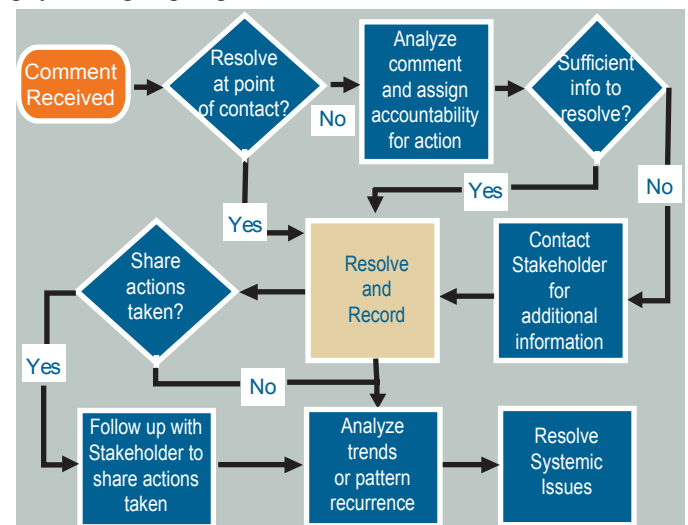 Comment
Received
Resolve
at point
of contact?
No
Analyze
comment
and assign
accountability
for action
Sufficient
info to
resolve?
Yes
No
Yes
Share
actions
taken?
Resolve
and
Record
Contact
Stakeholder
for
additional
information
Yes
No
Follow up with
Stakeholder to
share actions
taken
Analyze
trends
or pattern
recurrence
Resolve
Systemic
Issues